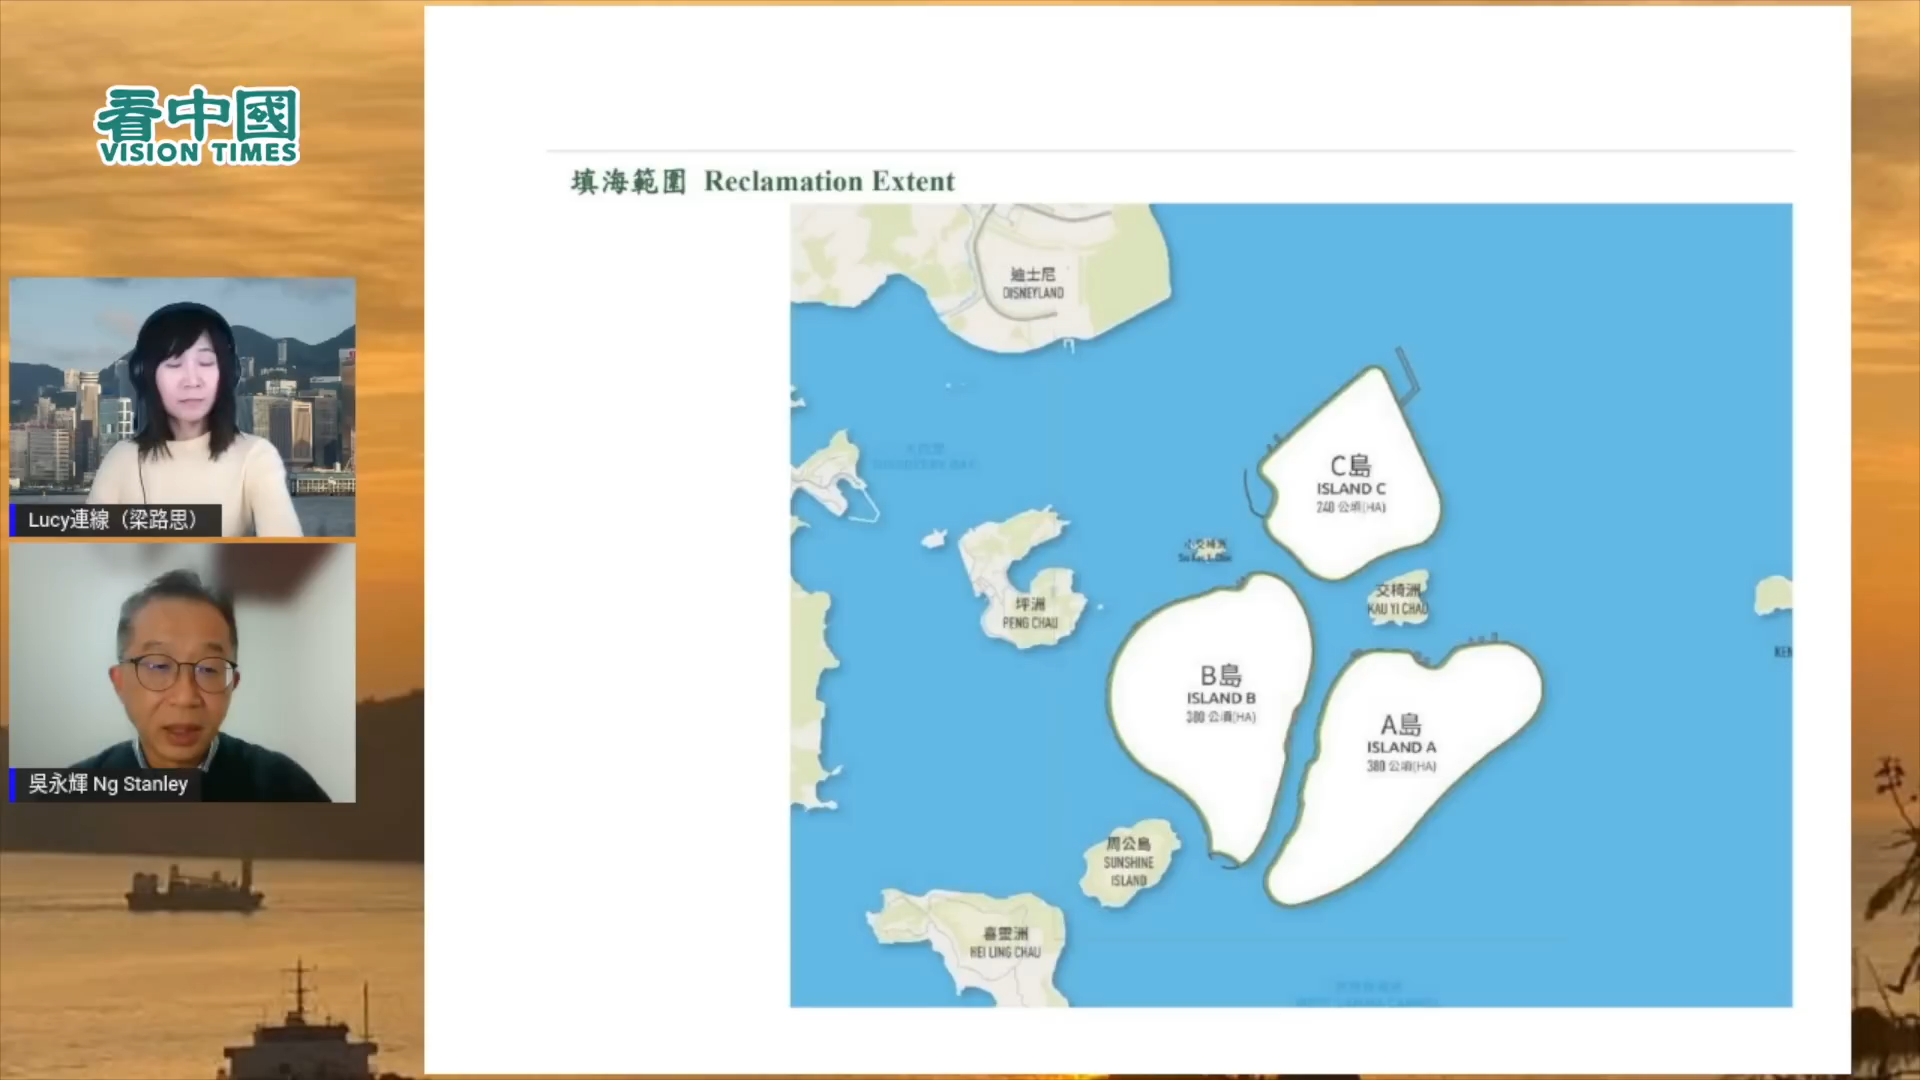 看中國
VISION TIMES
填海範圍 Reclamation Extent
迪士尼
DISNEYLAND
C島
ISLAND C
240 公頃(HA)
交椅洲
KAU YI CHAU
坪洲
PENG CHAU
B島
ISLAND B
300 公頃(HA)
A島
ISLAND A
300 公頃(HA)
周公島
SUNSHINE
ISLAND
喜靈洲
HEI LING CHAU
Lucy連線（梁路思）
吳永輝 Ng Stanley